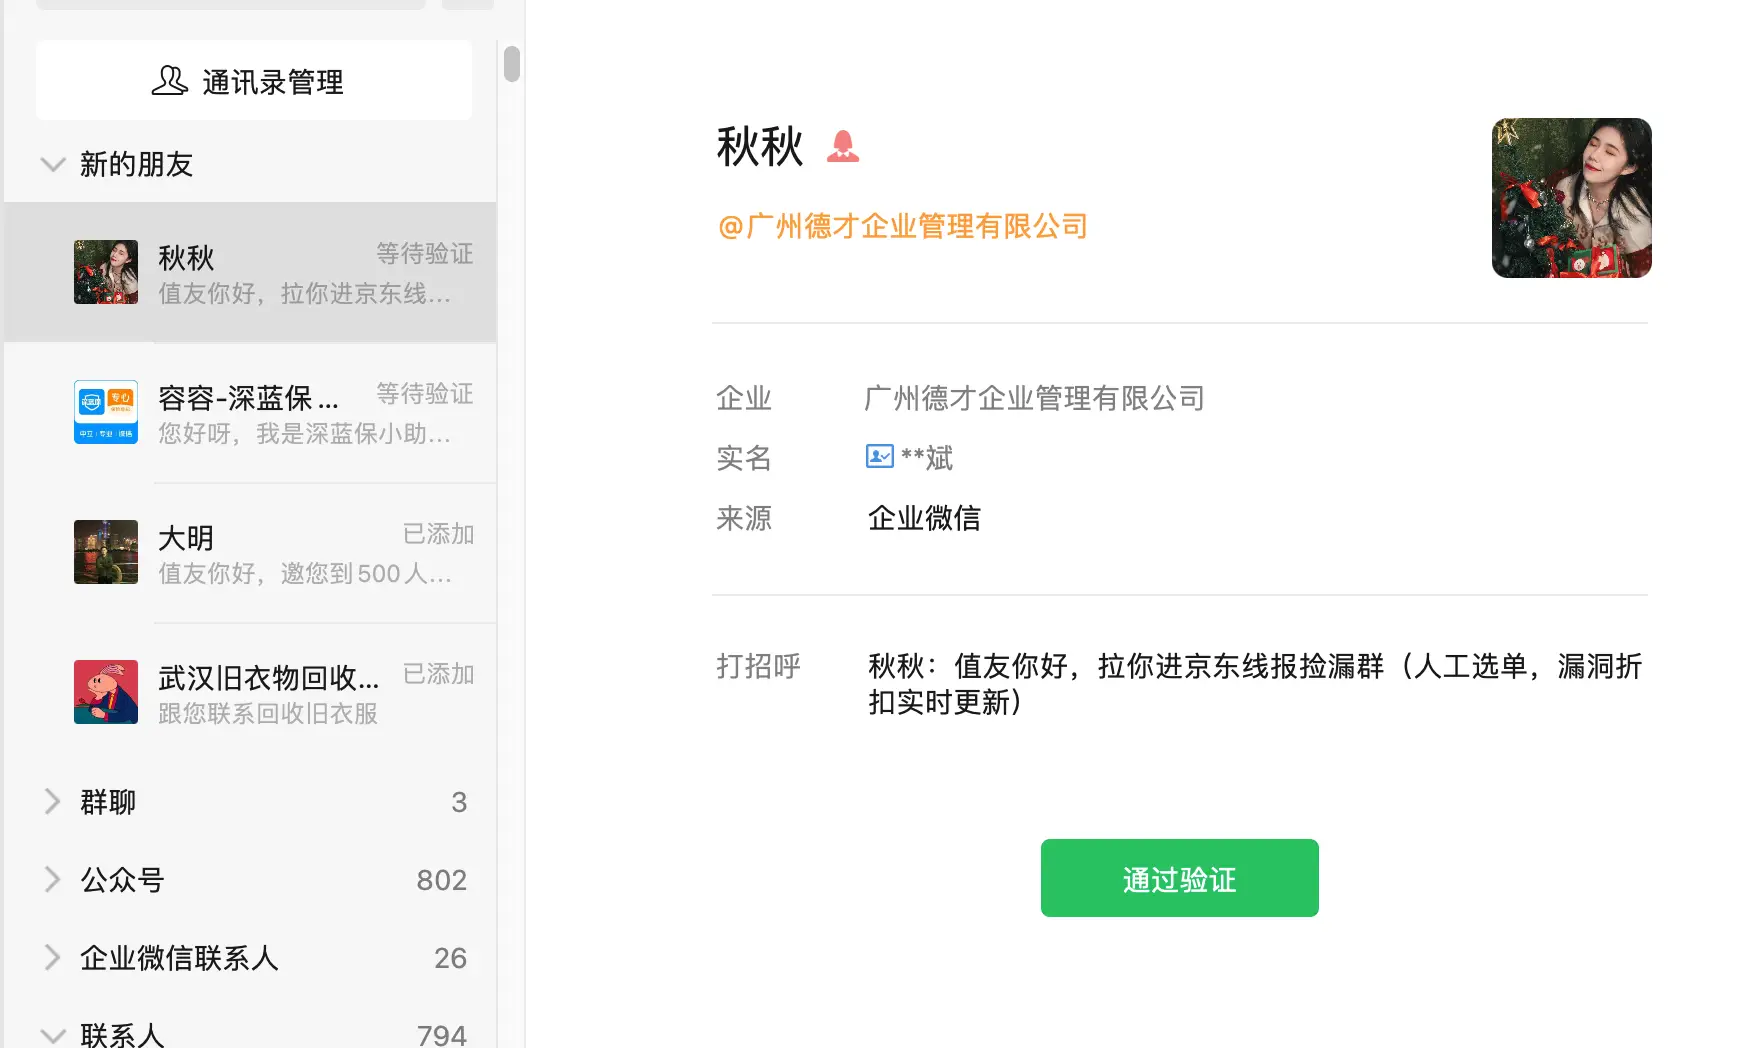 通讯录管理
新的朋友
秋秋
等待验证
值友你好，拉你进京东线...
容容-深蓝保...
等待验证
您好呀，我是深蓝保小助...
大明
已添加
值友你好，邀您到500人...
武汉旧衣物回收...
已添加
跟您联系回收旧衣服
群聊
3
公众号
802
企业微信联系人
26
联系人
794
秋秋
@广州德才企业管理有限公司
企业
广州德才企业管理有限公司
实名
**斌
来源
企业微信
打招呼
秋秋：值友你好，拉你进京东线报捡漏群（人工选单，漏洞折
扣实时更新）
通过验证